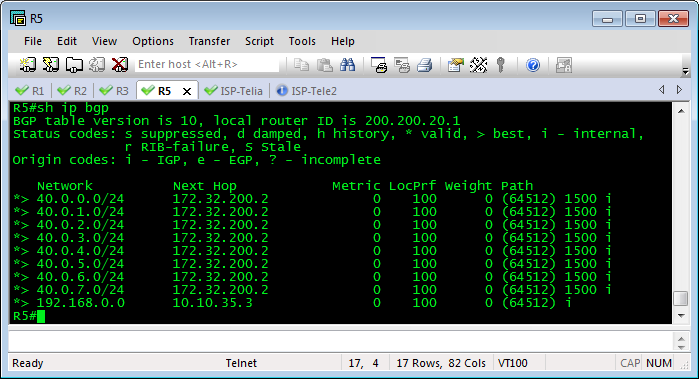 R5
File Edit View Options Transfer Script Tools Help
Enter host <Alt+R>
R1 R2 R3 R5 ISP-Telia ISP-Tele2
R5#sh ip bgp
BGP table version is 10, local router ID is 200.200.20.1
Status codes: s suppressed, d damped, h history, * valid, > best, i - internal,
r RIB-failure, S Stale
Origin codes: i - IGP, e - EGP, ? - incomplete
Network Next Hop Metric LocPrf Weight Path
*> 40.0.0.0/24 172.32.200.2 0 100 0 (64512) 1500 i
*> 40.0.1.0/24 172.32.200.2 0 100 0 (64512) 1500 i
*> 40.0.2.0/24 172.32.200.2 0 100 0 (64512) 1500 i
*> 40.0.3.0/24 172.32.200.2 0 100 0 (64512) 1500 i
*> 40.0.4.0/24 172.32.200.2 0 100 0 (64512) 1500 i
*> 40.0.5.0/24 172.32.200.2 0 100 0 (64512) 1500 i
*> 40.0.6.0/24 172.32.200.2 0 100 0 (64512) 1500 i
*> 40.0.7.0/24 172.32.200.2 0 100 0 (64512) 1500 i
*> 192.168.0.0 10.10.35.3 0 100 0 (64512) i
R5#
Ready Telnet 17, 4 17 Rows, 82 Cols VT100 CAP NUM